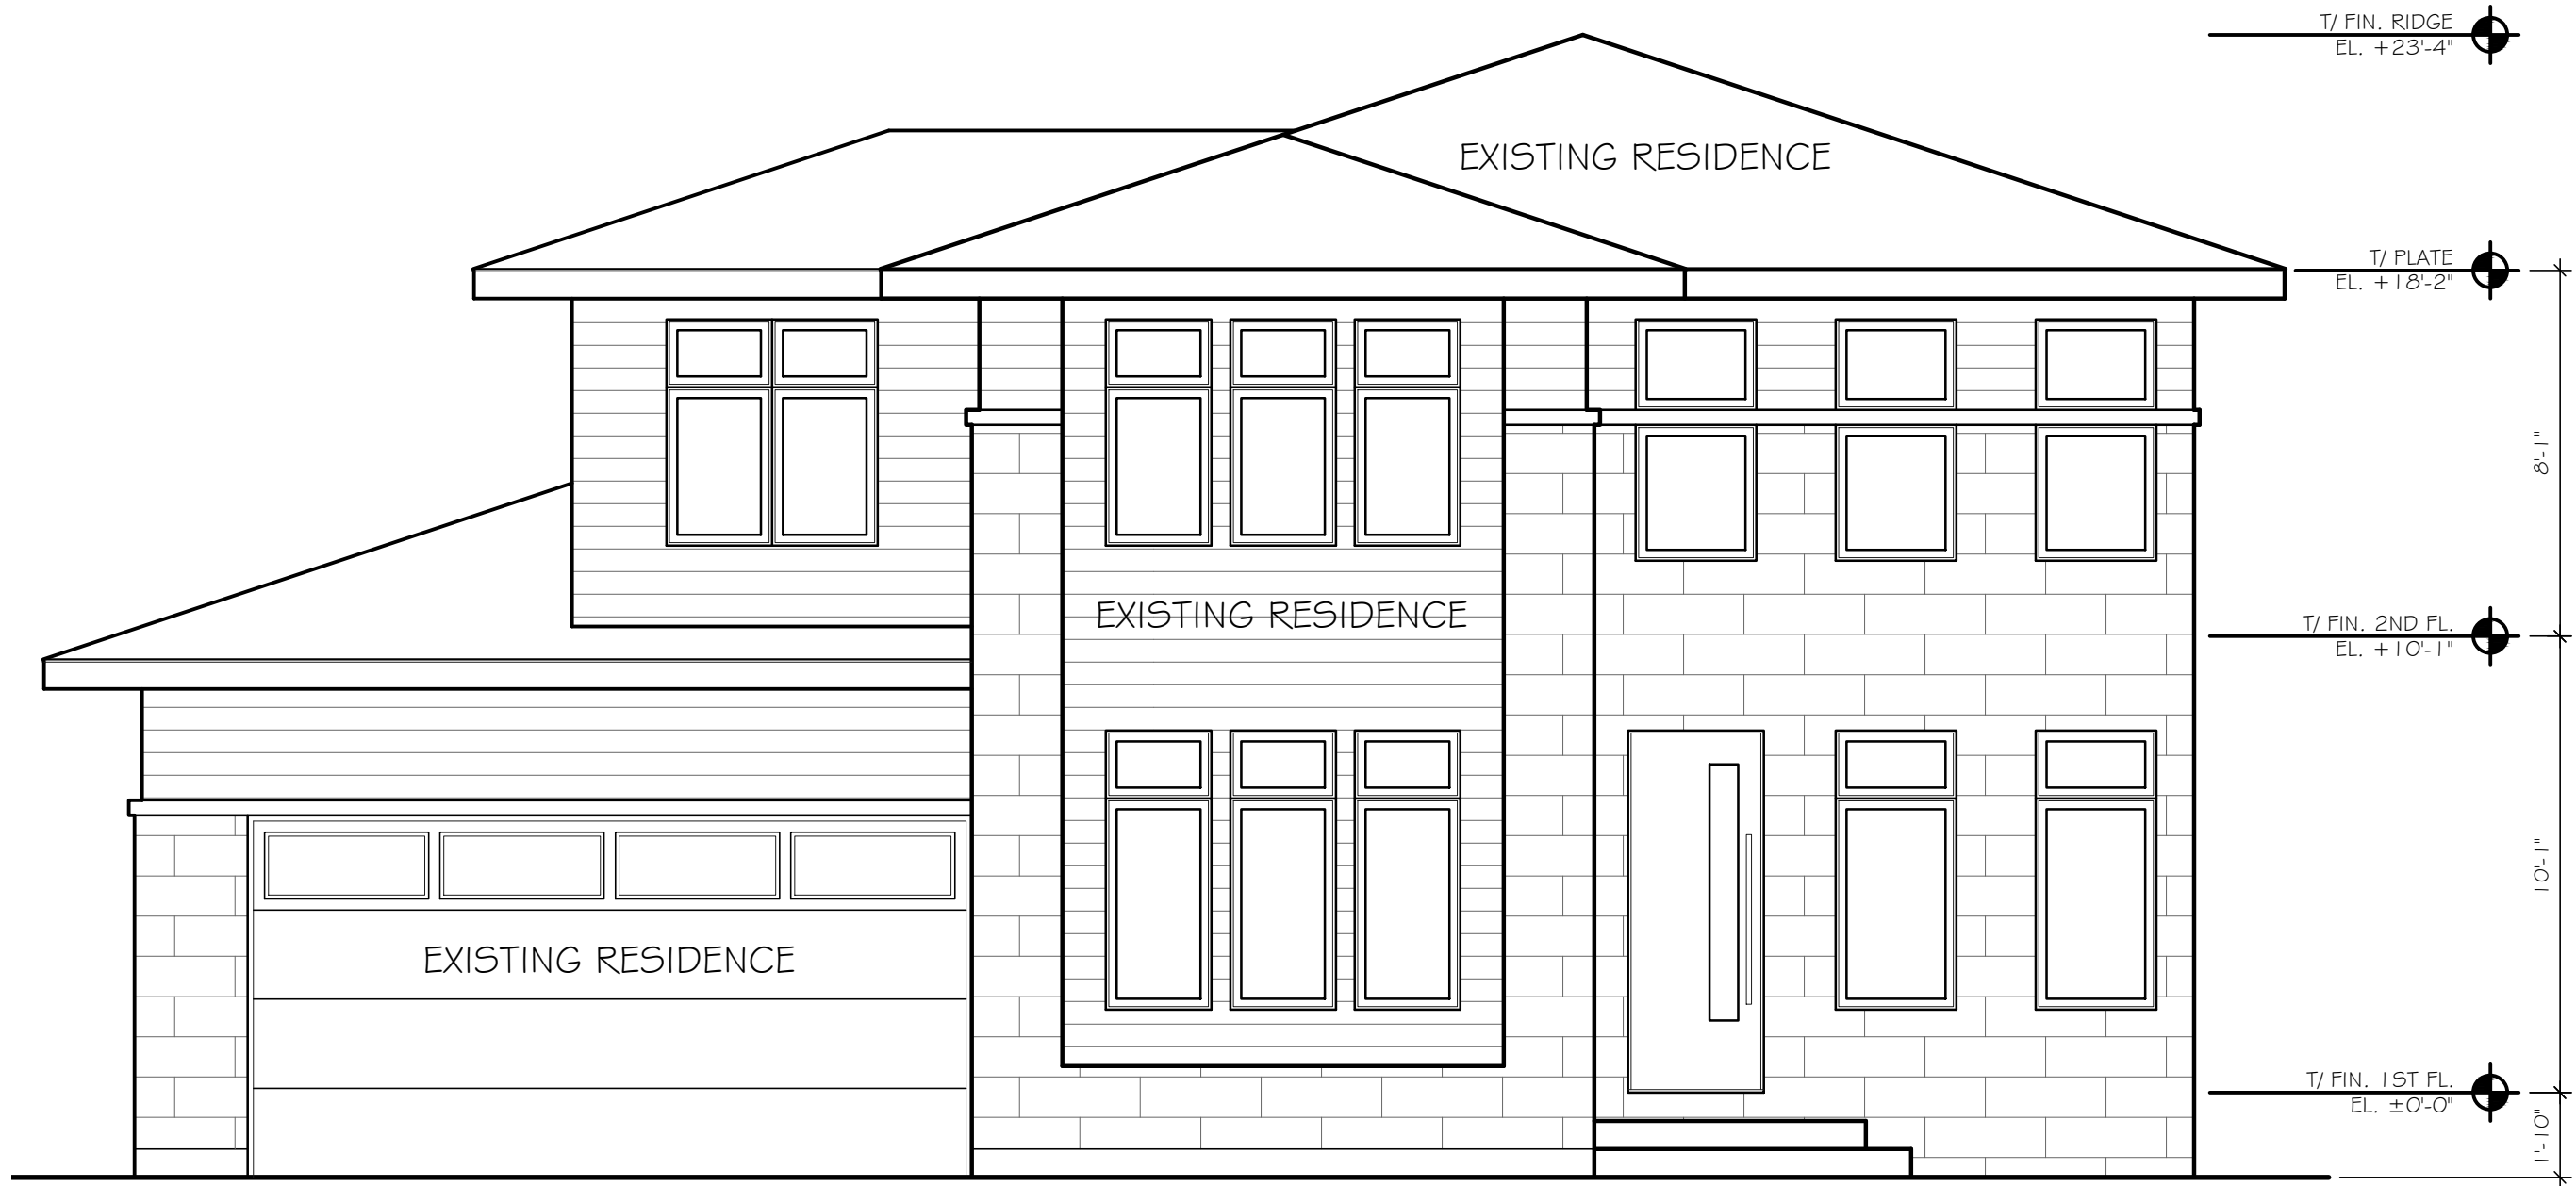 T/ FIN. RIDGE
EL. +23'-4"
EXISTING RESIDENCE
T/ PLATE
EL. +18'-2"
8'-1"
EXISTING RESIDENCE
T/ FIN. 2ND FL.
EL. +10'-1"
10'-1"
EXISTING RESIDENCE
T/ FIN. 1ST FL.
EL. ±0'-0"
1'-10"